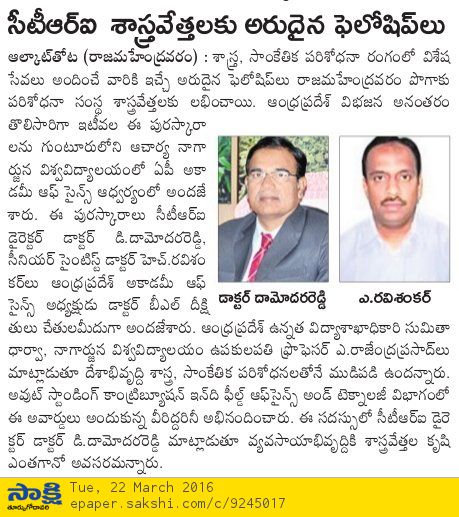 సీటీఆర్ఐ శాస్త్రవేత్తలకు అరుదైన ఫెలోషిప్‌లు
ఆల్కాట్‌తోట (రాజమహేంద్రవరం) : శాస్త్ర, సాంకేతిక పరిశోధనా రంగంలో విశేష
సేవలు అందించే వారికి ఇచ్చే అరుదైన ఫెలోషిప్‌లు రాజమహేంద్రవరం పొగాకు
పరిశోధనా సంస్థ శాస్త్రవేత్తలకు లభించాయి. ఆంధ్రప్రదేశ్ విభజన అనంతరం
తొలిసారిగా ఇటీవల ఈ పురస్కారా
లను గుంటూరులోని ఆచార్య నాగా
ర్జున విశ్వవిద్యాలయంలో ఏపీ అకా
డమీ ఆఫ్ సైన్స్ ఆధ్వర్యంలో అందజే
శారు. ఈ పురస్కారాలు సీటీఆర్ఐ
డైరెక్టర్ డాక్టర్ డి.దామోదరరెడ్డి,
సీనియర్ సైంటిస్ట్ డాక్టర్ హెచ్.రవిశం
కర్‌లు ఆంధ్రప్రదేశ్ అకాడమీ ఆఫ్
సైన్స్ అధ్యక్షుడు డాక్టర్ బీఎల్ దీక్షి
తులు చేతులమీదుగా అందజేశారు. ఆంధ్రప్రదేశ్ ఉన్నత విద్యాశాఖాధికారి సుమితా
ధార్వా, నాగార్జున విశ్వవిద్యాలయం ఉపకులపతి ప్రొఫెసర్ ఎ.రాజేంద్రప్రసాద్‌లు
మాట్లాడుతూ దేశాభివృద్ధి శాస్త్ర, సాంకేతిక పరిశోధనలతోనే ముడిపడి ఉందన్నారు.
అవుట్ స్టాండింగ్ కాంట్రిబ్యూషన్ ఇన్‌ది ఫీల్డ్ ఆఫ్‌సైన్స్ అండ్ టెక్నాలజీ విభాగంలో
ఈ అవార్డులు అందుకున్న వీరిద్దరినీ అభినందించారు. ఈ సదస్సులో సీటీఆర్ఐ డైరె
క్టర్ డాక్టర్ డి.దామోదరరెడ్డి మాట్లాడుతూ వ్యవసాయాభివృద్ధికి శాస్త్రవేత్తల కృషి
ఎంతగానో అవసరమన్నారు.
డాక్టర్ దామోదరరెడ్డి
ఎ.రవిశంకర్
సాక్షి
తూర్పుగోదావరి
Tue, 22 March 2016
epaper.sakshi.com/c/9245017